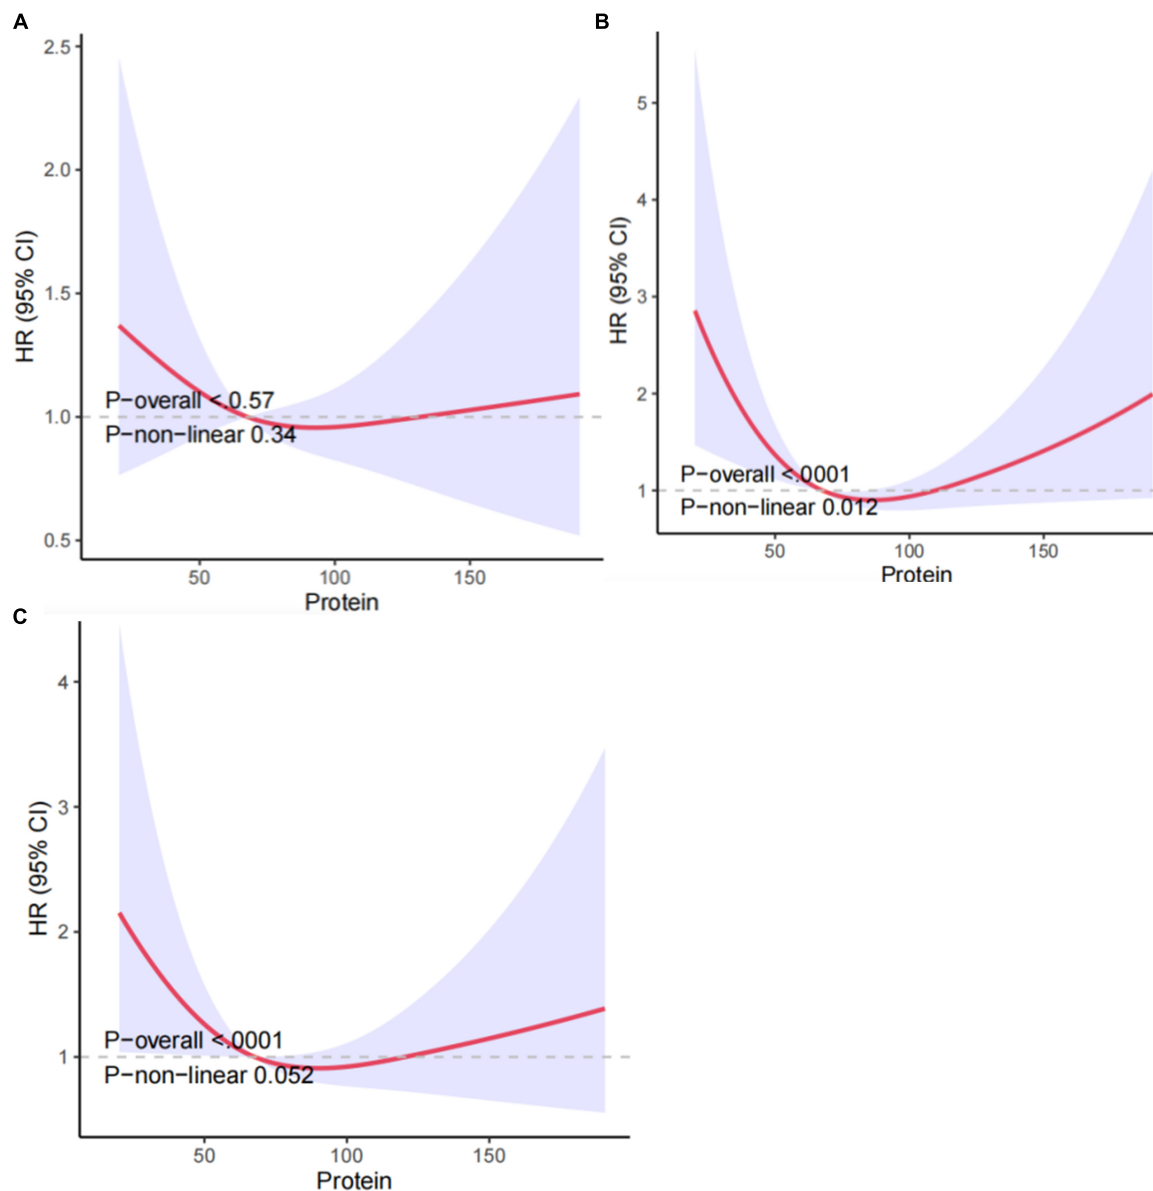 A
2.5
2.0
1.5
1.0
0.5
HR (95% CI)
P−overall < 0.57
P−non−linear 0.34
50 100 150
Protein
B
5
4
3
2
1
HR (95% CI)
P−overall <.0001
P−non−linear 0.012
50 100 150
Protein
C
4
3
2
1
HR (95% CI)
P−overall <.0001
P−non−linear 0.052
50 100 150
Protein